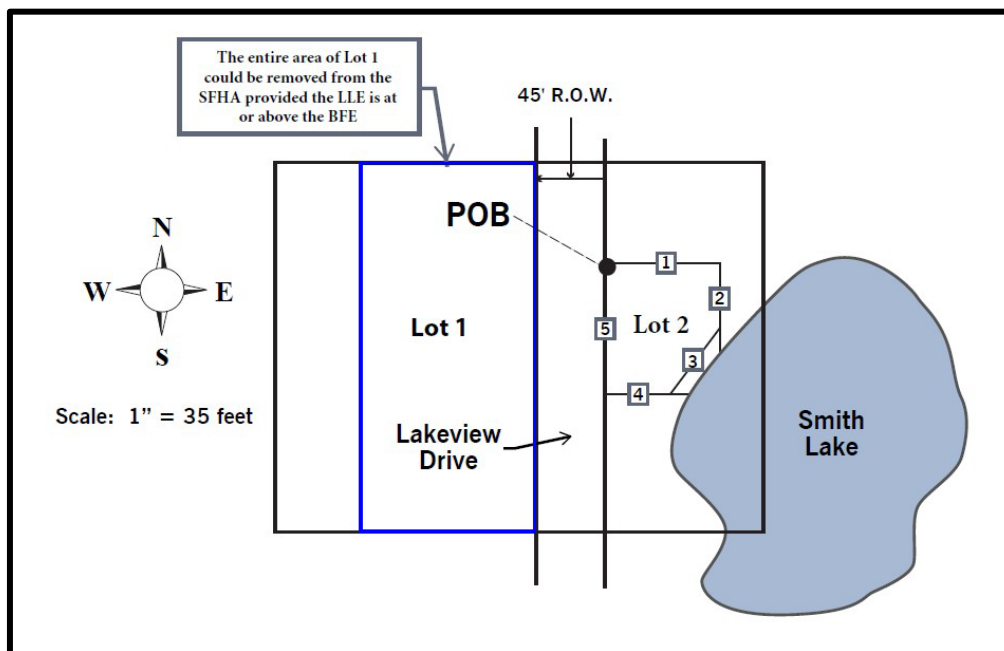 The entire area of Lot 1
could be removed from the
SFHA provided the LLE is at
or above the BFE
45' R.O.W.
POB
N
W
E
S
1
2
Lot 1
5
Lot 2
3
4
Scale: 1" = 35 feet
Lakeview
Drive
Smith
Lake